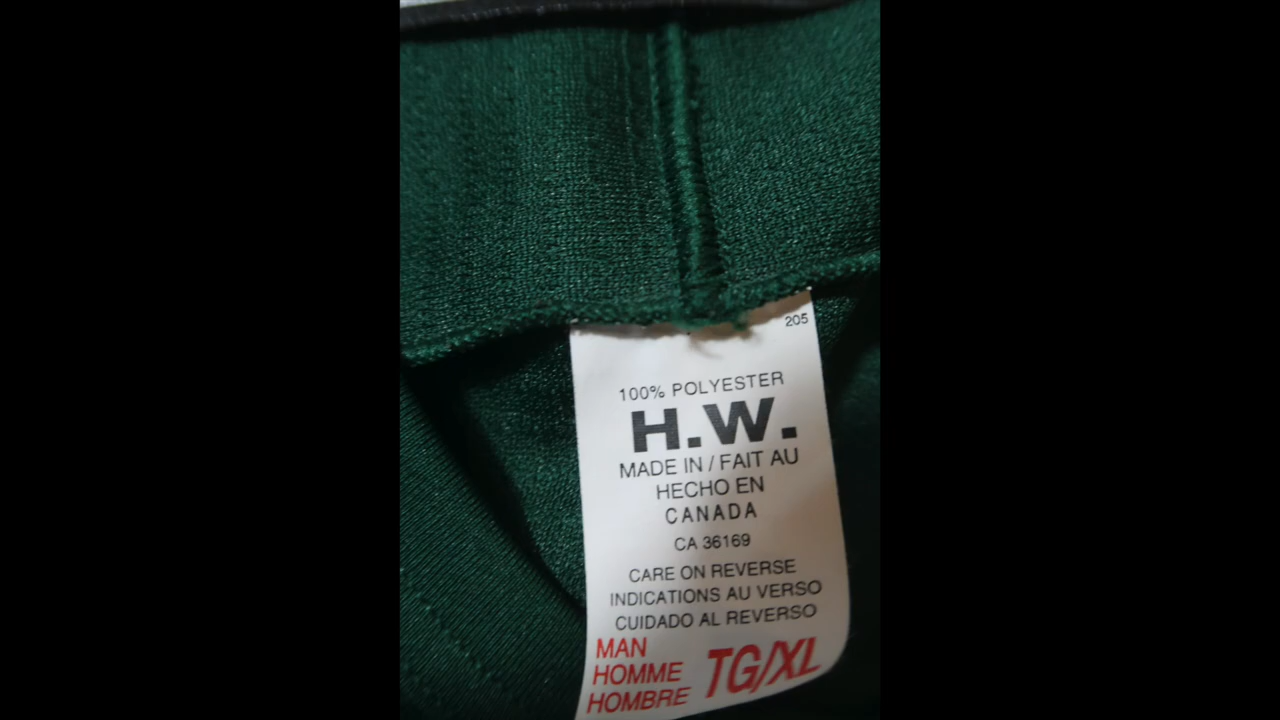 205
100% POLYESTER
H.W.
MADE IN / FAIT AU
HECHO EN
CANADA
CA 36169
CARE ON REVERSE
INDICATIONS AU VERSO
CUIDADO AL REVERSO
MAN
HOMME
HOMBRE
TG/XL